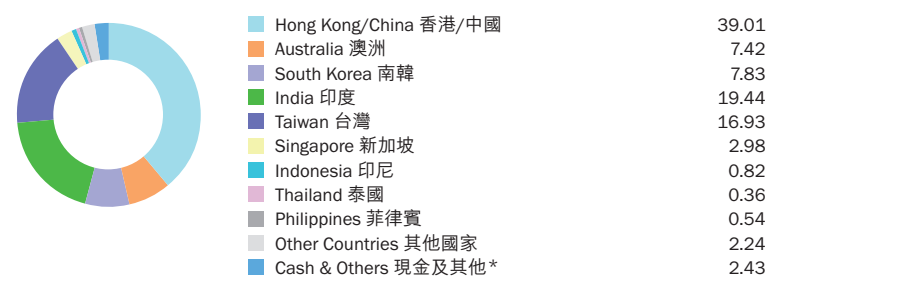 Hong Kong/China 香港/中國 39.01
Australia 澳洲 7.42
South Korea 南韓 7.83
India 印度 19.44
Taiwan 台灣 16.93
Singapore 新加坡 2.98
Indonesia 印尼 0.82
Thailand 泰國 0.36
Philippines 菲律賓 0.54
Other Countries 其他國家 2.24
Cash & Others 現金及其他* 2.43